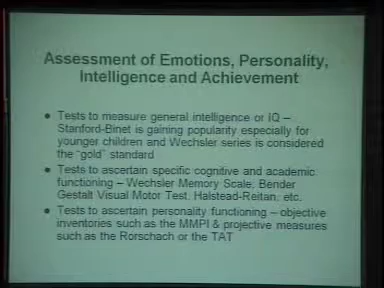 Assessment of Emotions, Personality,
Intelligence and Achievement
• Tests to measure general intelligence or IQ –
Stanford-Binet is gaining popularity especially for
younger children and Wechsler series is considered
the "gold" standard
• Tests to ascertain specific cognitive and academic
functioning – Wechsler Memory Scale, Bender
Gestalt Visual Motor Test, Halstead-Reitan, etc.
• Tests to ascertain personality functioning – objective
inventories such as the MMPI & projective measures
such as the Rorschach or the TAT